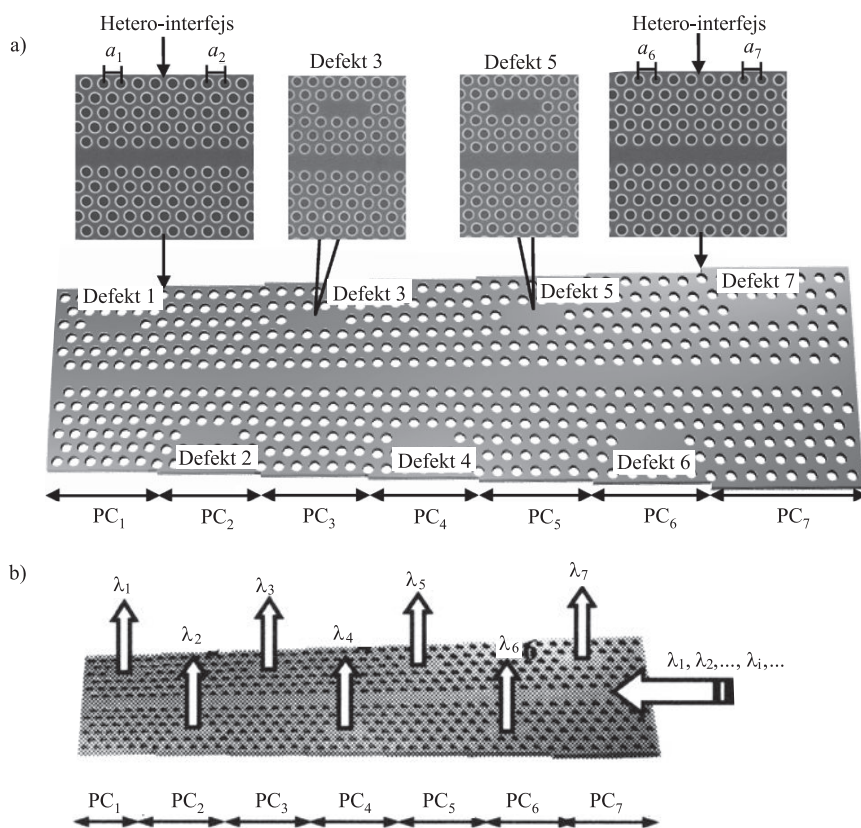 a)
Hetero-interfejs
Hetero-interfejs
a₁
a₂
Defekt 3
Defekt 5
a₆
a₇
Defekt 1
Defekt 3
Defekt 5
Defekt 7
Defekt 2
Defekt 4
Defekt 6
PC₁
PC₂
PC₃
PC₄
PC₅
PC₆
PC₇
b)
λ₁
λ₂
λ₃
λ₄
λ₅
λ₆
6
λ₇
λ₁, λ₂,..., λᵢ,...
PC₁
PC₂
PC₃
PC₄
PC₅
PC₆
PC₇